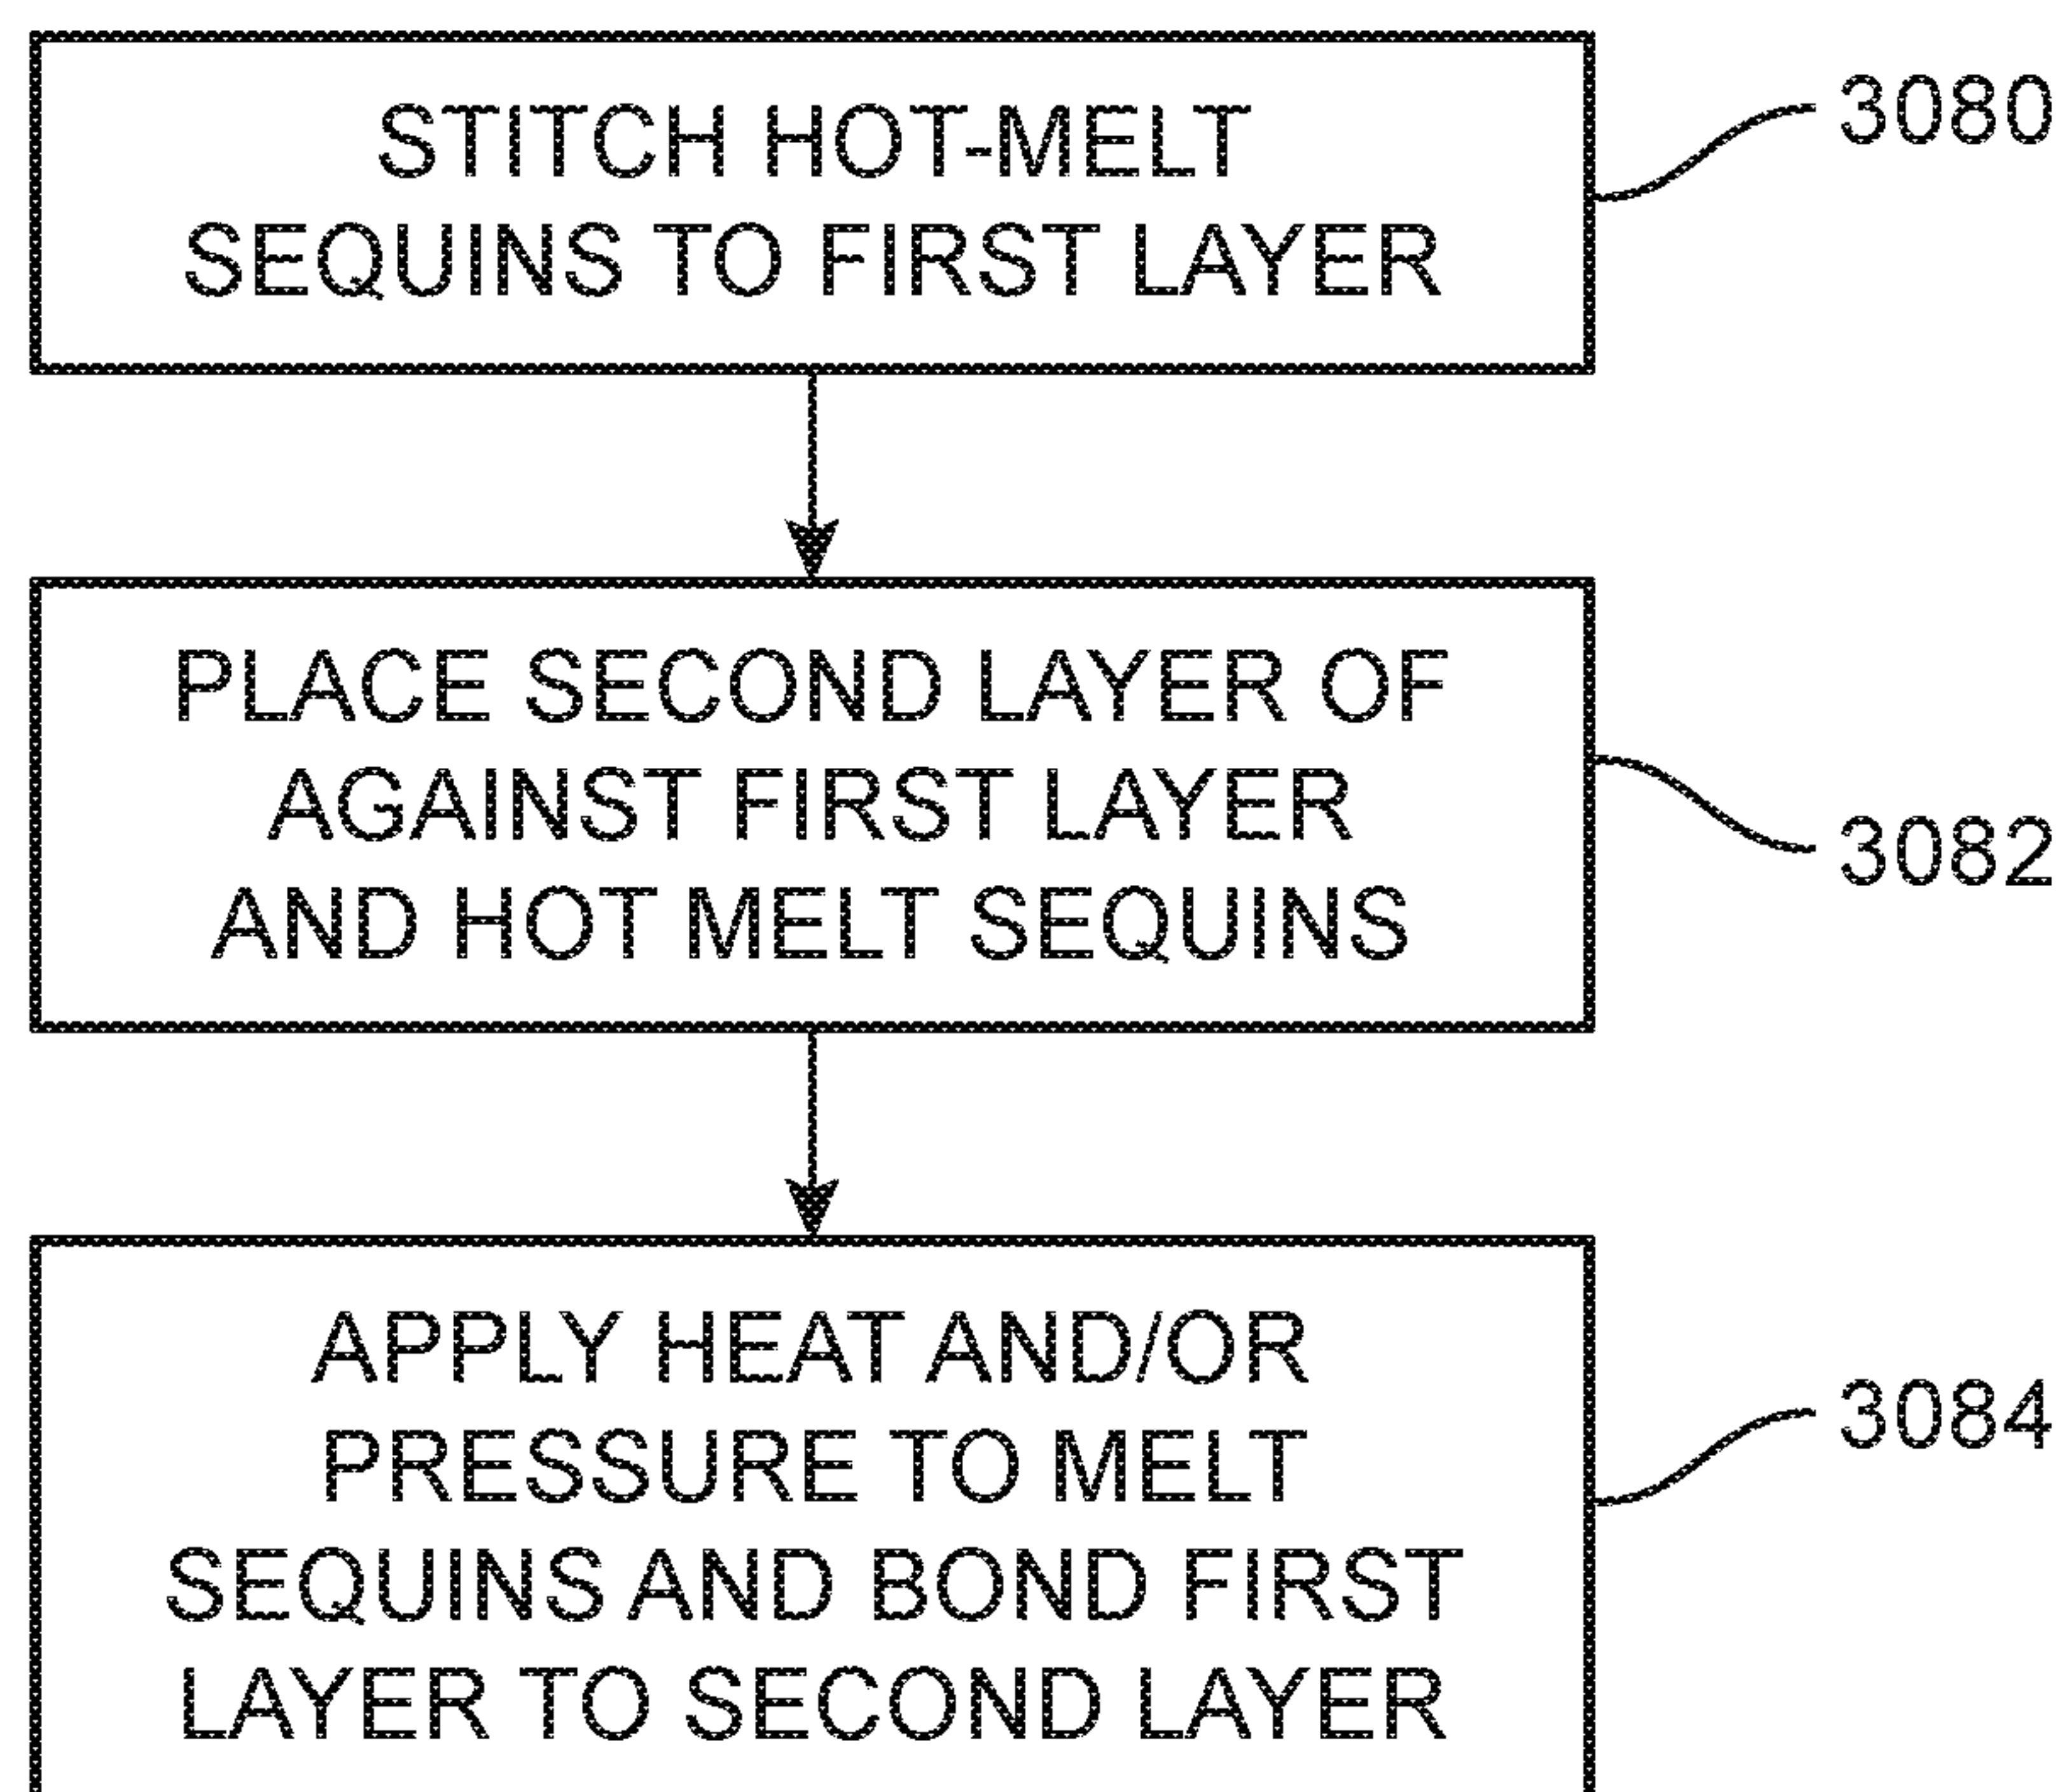 STITCH HOT-MELT
SEQUINS TO FIRST LAYER
3080
PLACE SECOND LAYER OF
AGAINST FIRST LAYER
AND HOT MELT SEQUINS
3082
APPLY HEAT AND/OR
PRESSURE TO MELT
SEQUINS AND BOND FIRST
LAYER TO SECOND LAYER
3084